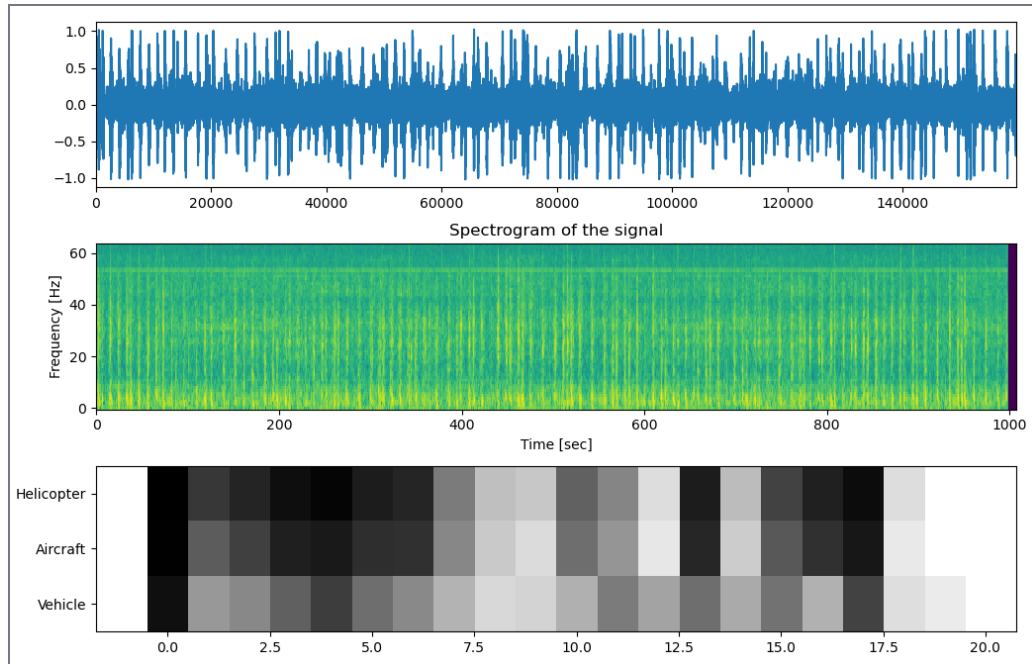 1.0
0.5
0.0
−0.5
−1.0
0 20000 40000 60000 80000 100000 120000 140000
Spectrogram of the signal
60
40
20
0
Frequency [Hz]
0 200 400 600 800 1000
Time [sec]
Helicopter
Aircraft
Vehicle
0.0 2.5 5.0 7.5 10.0 12.5 15.0 17.5 20.0